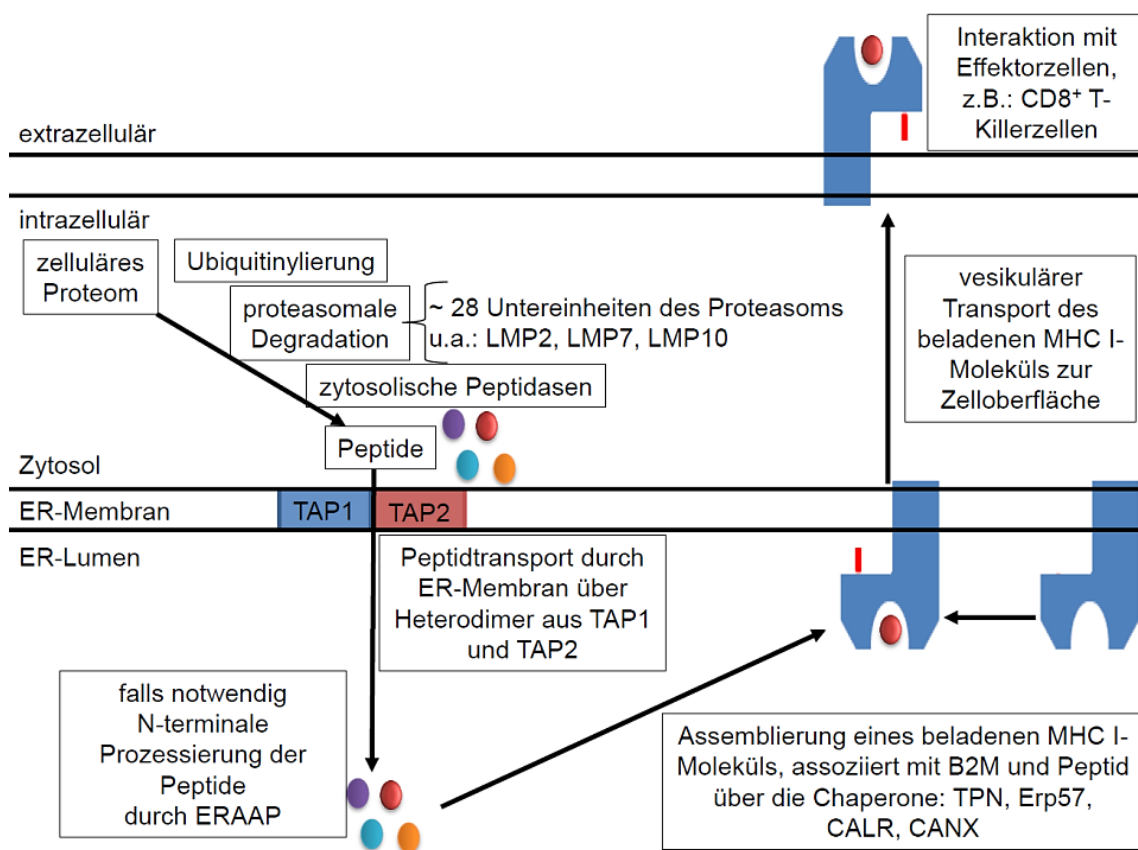 Interaktion mit
Effektorzellen,
z.B.: CD8⁺ T-
Killerzellen
extrazellulär
intrazellulär
zelluläres
Proteom
Ubiquitinylierung
proteasomale
Degradation
~ 28 Untereinheiten des Proteasoms
u.a.: LMP2, LMP7, LMP10
zytosolische Peptidasen
Peptide
vesikulärer
Transport des
beladenen MHC I-
Moleküls zur
Zelloberfläche
Zytosol
ER-Membran
TAP1
TAP2
ER-Lumen
Peptidtransport durch
ER-Membran über
Heterodimer aus TAP1
und TAP2
falls notwendig
N-terminale
Prozessierung der
Peptide
durch ERAAP
Assemblierung eines beladenen MHC I-
Moleküls, assoziiert mit B2M und Peptid
über die Chaperone: TPN, Erp57,
CALR, CANX